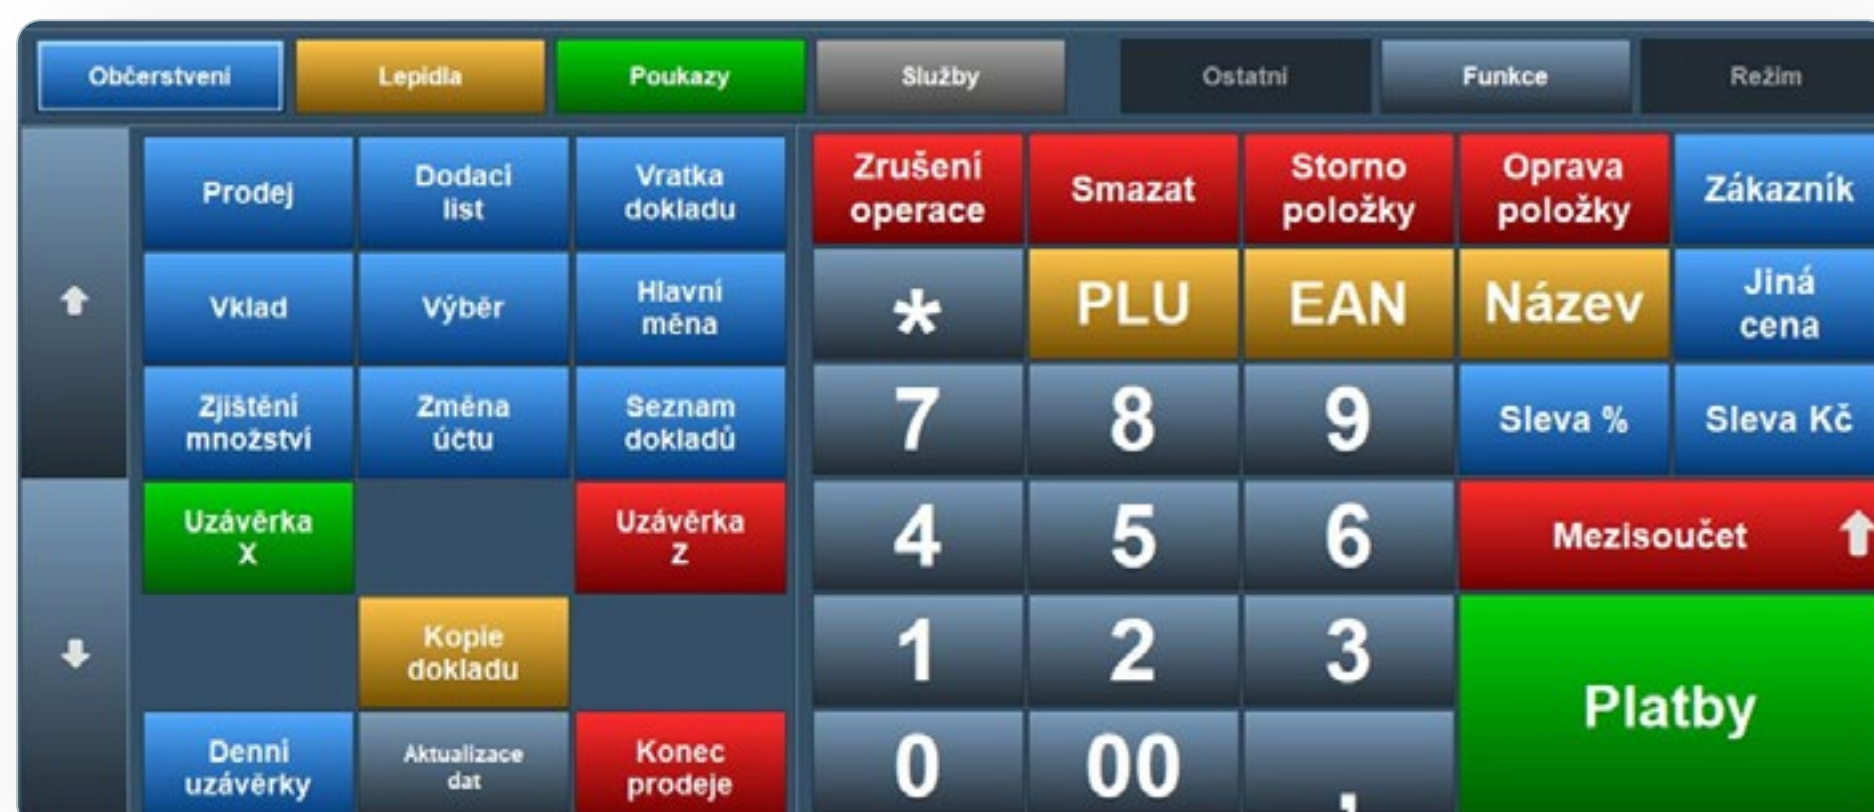 Občerstvení
Lepidla
Poukazy
Služby
Ostatní
Funkce
Režim
Prodej
Dodací
list
Vratka
dokladu
Vklad
Výběr
Hlavní
měna
Zjištění
množství
Změna
účtu
Seznam
dokladů
Uzávěrka
X
Uzávěrka
Z
Kopie
dokladu
Denní
uzávěrky
Aktualizace
dat
Konec
prodeje
Zrušení
operace
Smazat
Storno
položky
Oprava
položky
Zákazník
*
PLU
EAN
Název
Jiná
cena
7
8
9
Sleva %
Sleva Kč
4
5
6
Mezisoučet
1
2
3
Platby
0
00
,